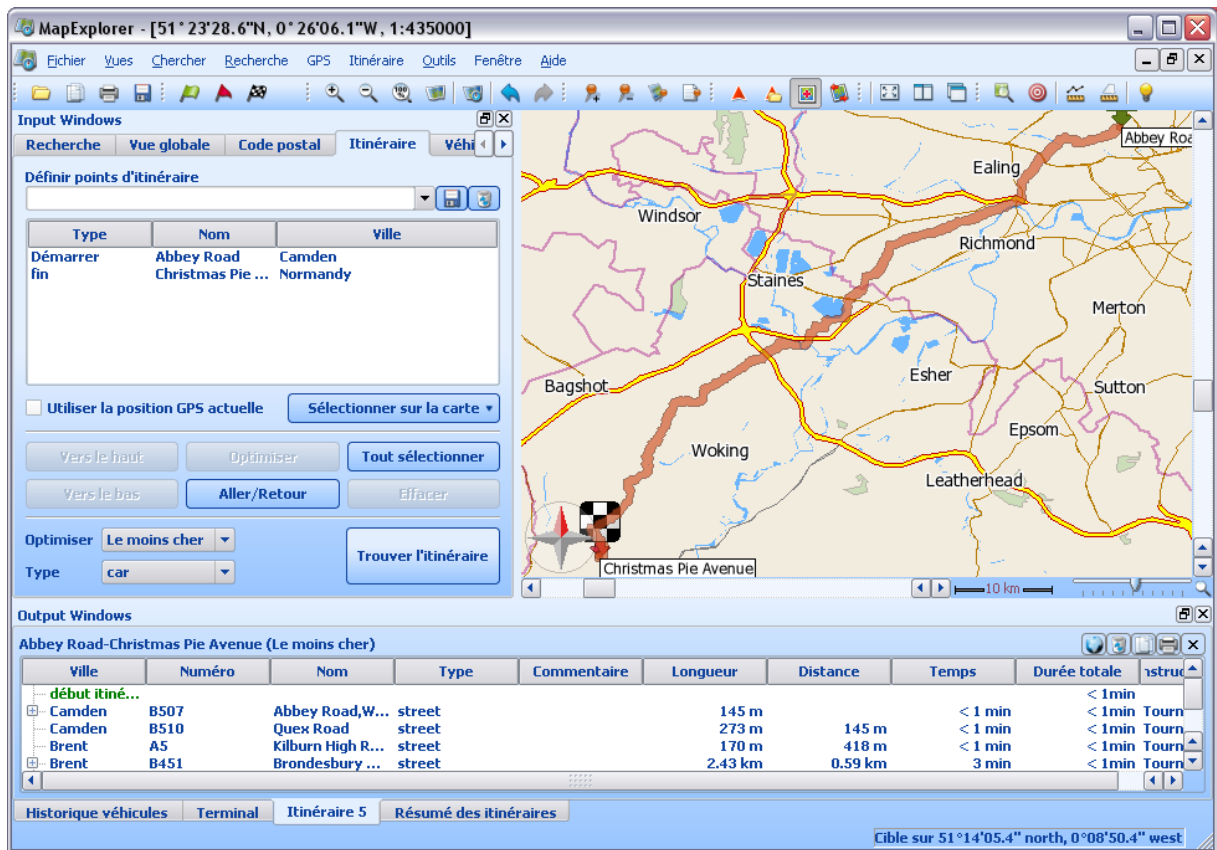 MapExplorer - [51°23'28.6"N, 0°26'06.1"W, 1:435000]
Fichier Vues Chercher Recherche GPS Itinéraire Outils Fenêtre Aide
Input Windows
Recherche Vue globale Code postal Itinéraire Véhi
Définir points d'itinéraire
Type Nom Ville
Démarrer Abbey Road Camden
fin Christmas Pie ... Normandy
Utiliser la position GPS actuelle Sélectionner sur la carte
Vers le haut Optimiser Tout sélectionner
Vers le bas Aller/Retour Effacer
Optimiser Le moins cher
Type car
Trouver l'itinéraire
Abbey Roa
Ealing
Windsor
Richmond
Staines
Merton
Esher
Bagshot
Sutton
Epsom
Woking
Leatherhead
Christmas Pie Avenue
10 km
Output Windows
Abbey Road-Christmas Pie Avenue (Le moins cher)
Ville Numéro Nom Type Commentaire Longueur Distance Temps Durée totale nstruc
début itiné... < 1min
Camden B507 Abbey Road,W... street 145 m < 1 min < 1min Tourn
Camden B510 Quex Road street 273 m 145 m < 1 min < 1min Tourn
Brent A5 Kilburn High R... street 170 m 418 m < 1 min < 1min Tourn
Brent B451 Brondesbury ... street 2.43 km 0.59 km 3 min < 1min Tourn
Historique véhicules Terminal Itinéraire 5 Résumé des itinéraires
Cible sur 51°14'05.4" north, 0°08'50.4" west